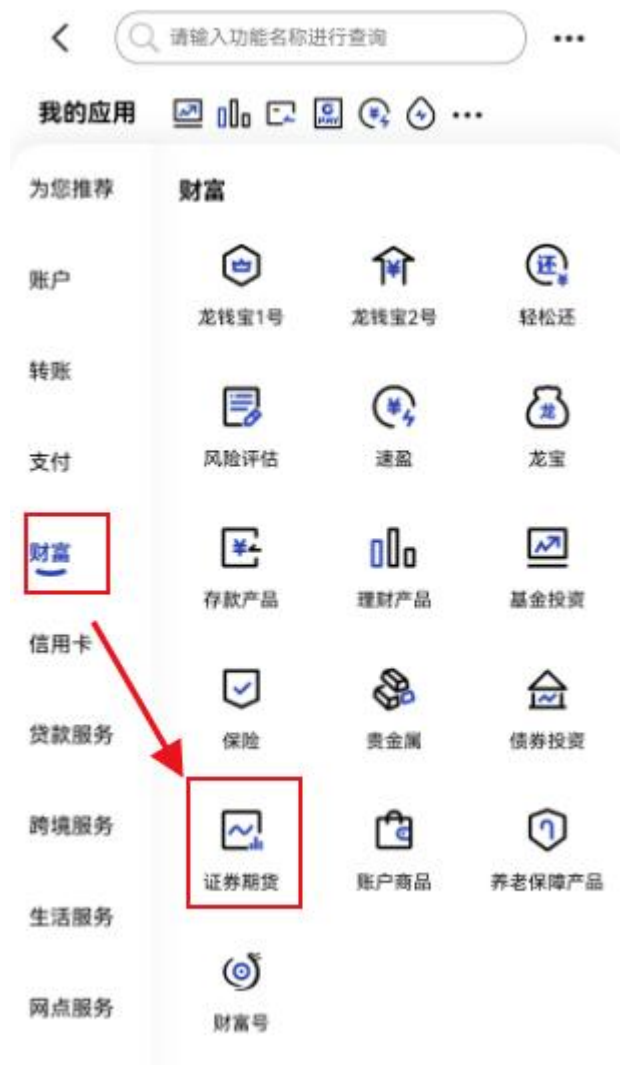 请输入功能名称进行查询
我的应用
为您推荐
账户
转账
支付
财富
信用卡
贷款服务
跨境服务
生活服务
网点服务
财富
龙钱宝1号 龙钱宝2号 轻松还
还
风险评估 速盈 龙宝
龙
存款产品 理财产品 基金投资
保险 贵金属 债券投资
证券期货 账户商品 养老保障产品
财富号